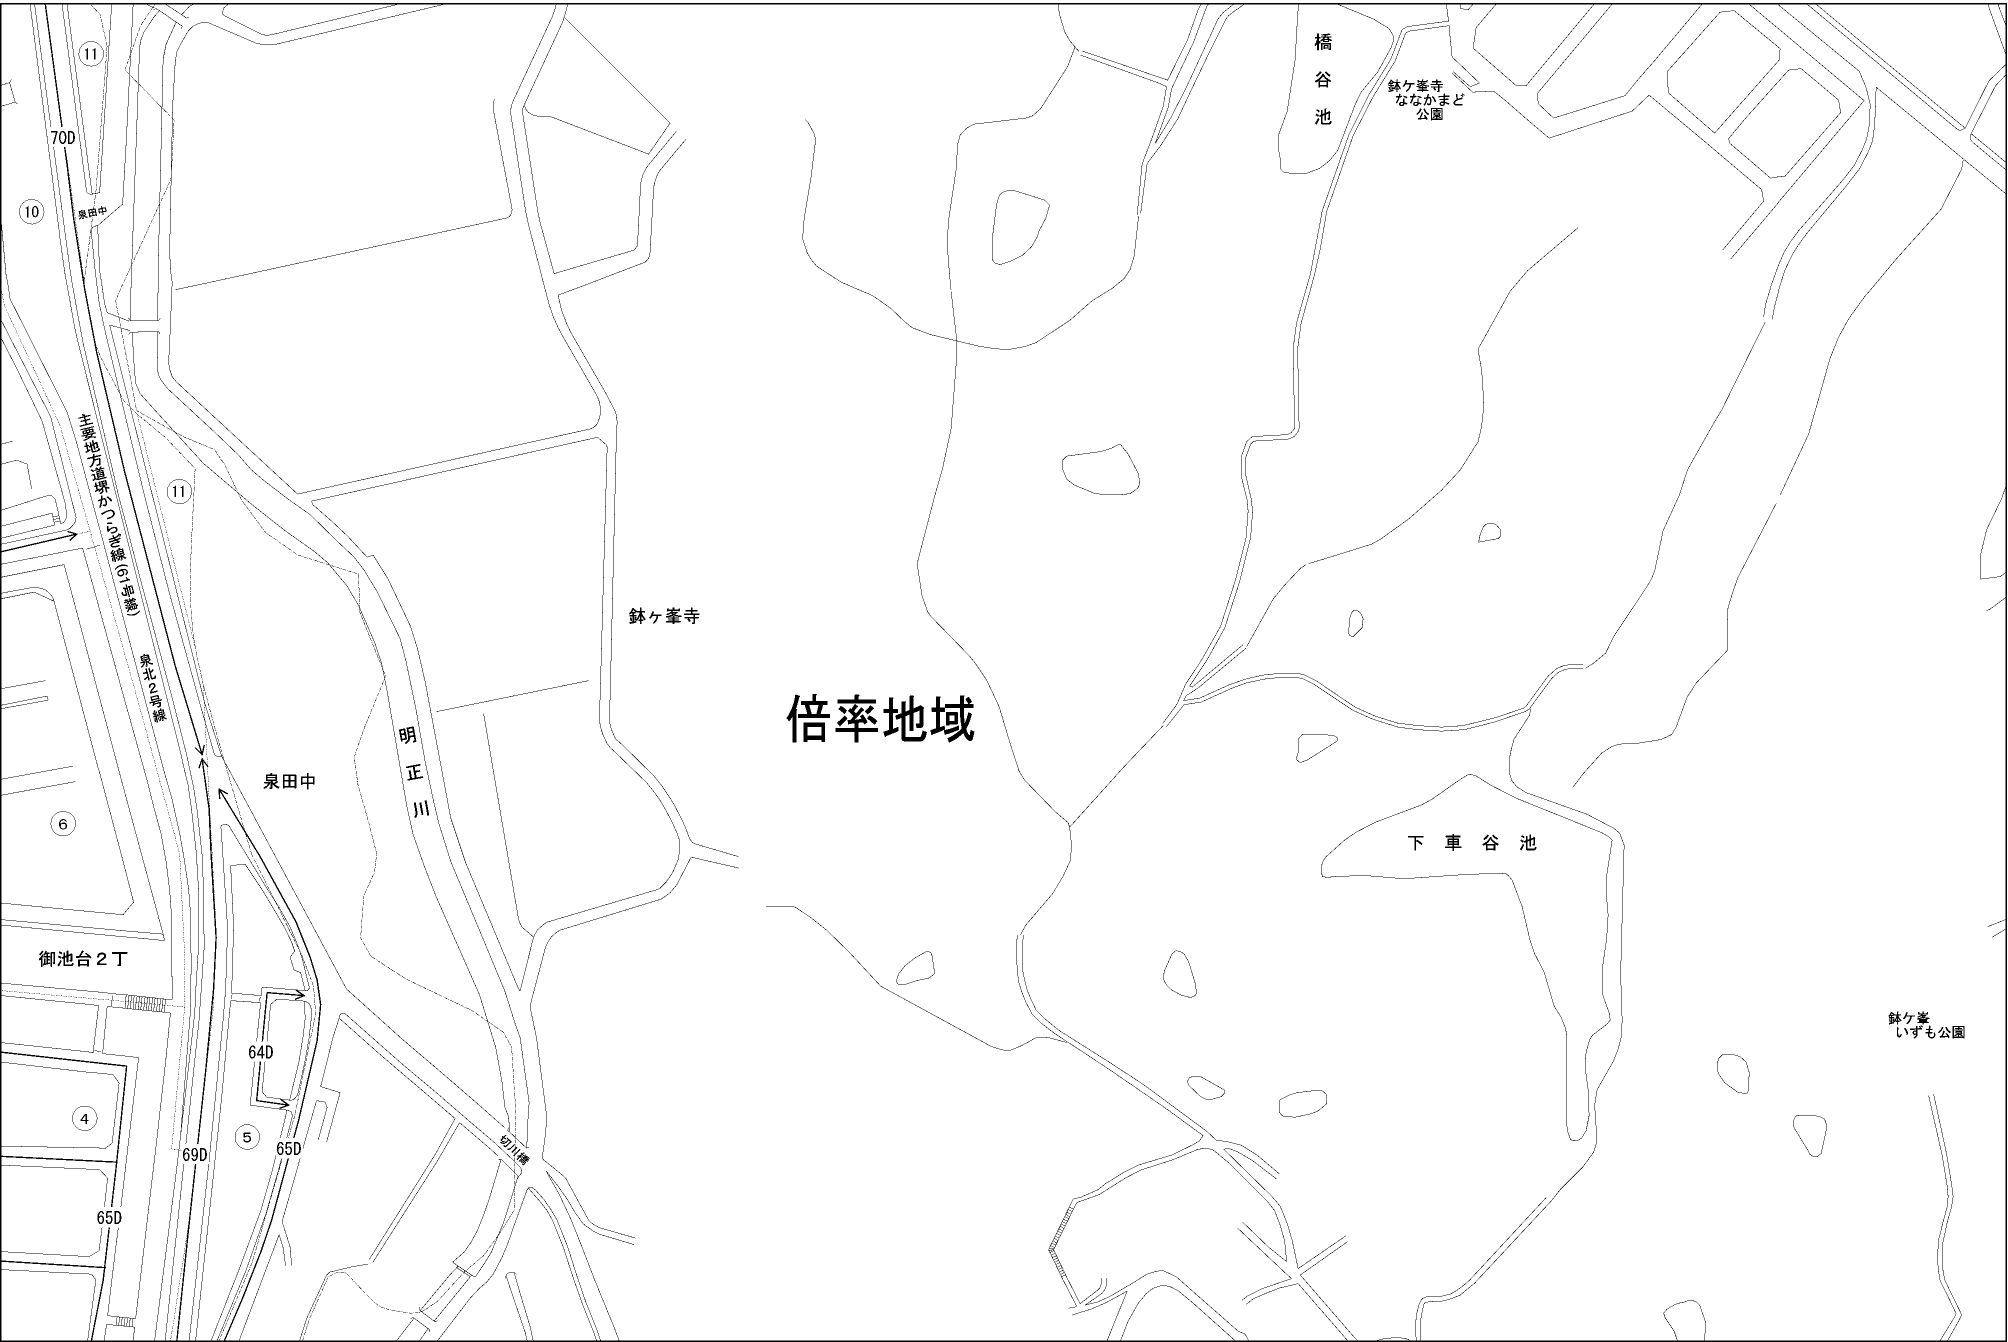 ⑪
橋谷池
鉢ケ峯寺
ななかまど
公園
70D
⑩
泉田中
主要地方道堺かつらぎ線(61号線)
⑪
鉢ヶ峯寺
泉北2号線
倍率地域
明正川
泉田中
⑥
下車谷池
御池台2丁
鉢ケ峯
いずも公園
64D
④
⑤
65D
69D
切川橋
65D